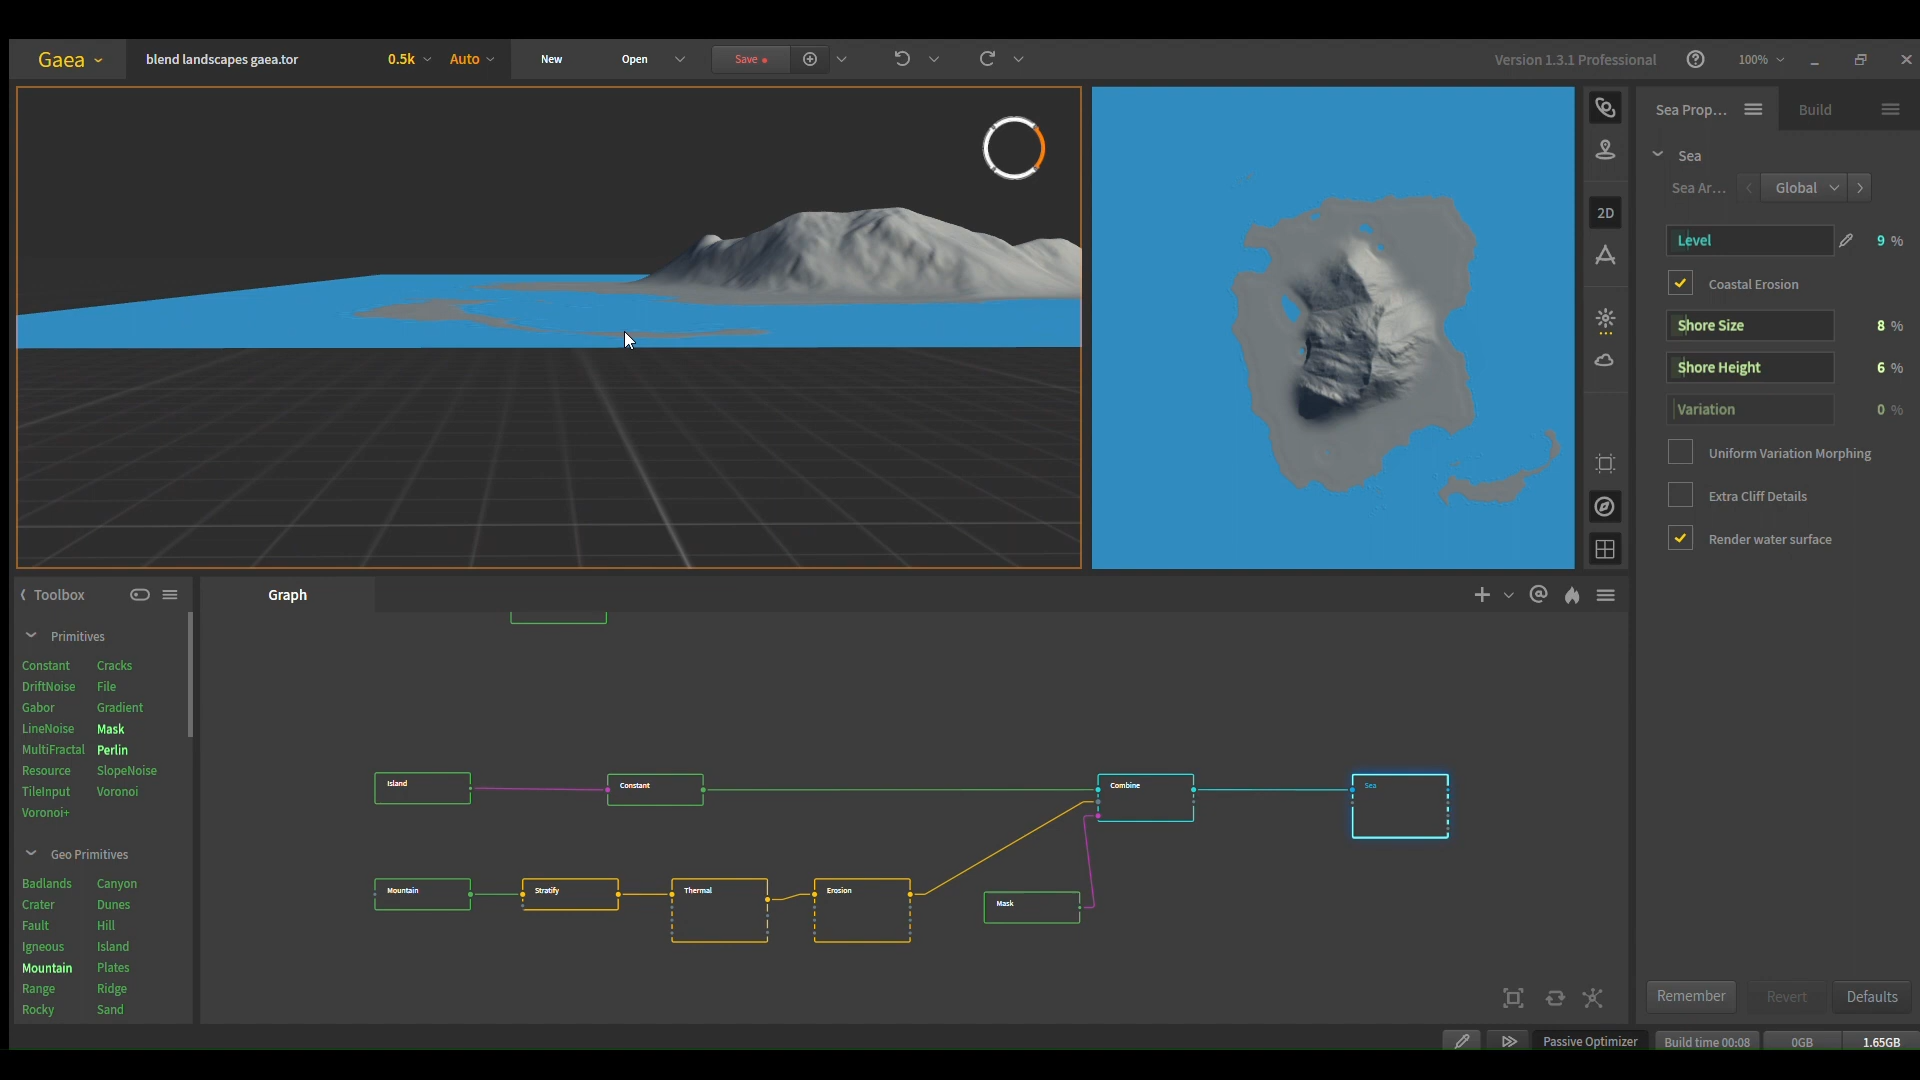 Gaea
blend landscapes gaea.tor
0.5k
Auto
New
Open
Save
Version 1.3.1 Professional
100%
Sea Prop...
Build
Sea
Sea Ar...
Global
Level
9 %
Coastal Erosion
Shore Size
8 %
Shore Height
6 %
Variation
0 %
Uniform Variation Morphing
Extra Cliff Details
Render water surface
2D
Toolbox
Graph
Primitives
Constant Cracks
DriftNoise File
Gabor Gradient
LineNoise Mask
MultiFractal Perlin
Resource SlopeNoise
TileInput Voronoi
Voronoi+
Geo Primitives
Badlands Canyon
Crater Dunes
Fault Hill
Igneous Island
Mountain Plates
Range Ridge
Rocky Sand
Island
Constant
Combine
Sea
Mountain
Stratify
Thermal
Erosion
Mask
Remember
Revert
Defaults
Passive Optimizer
Build time 00:08
0GB
1.65GB